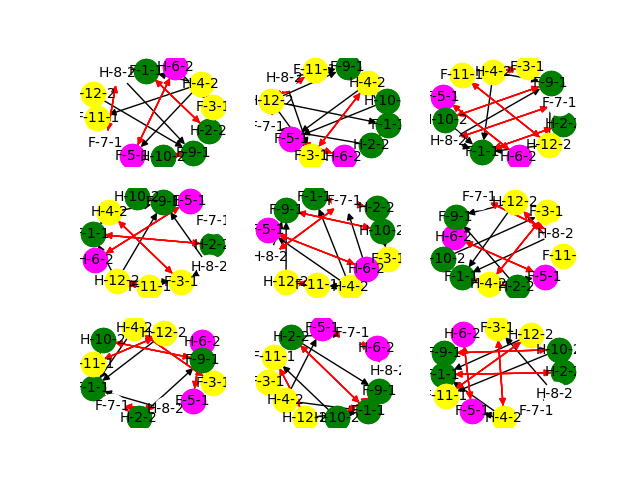 H-8-2 F-1-1 H-6-2 H-4-2
-12-2 F-3-1
F-11-1 H-2-2
F-7-1 F-5-1 H-10-2 F-9-1
H-8-2 F-11-1 F-9-1 H-4-2
H-12-2 H-10-
F-7-1 F-5-1 F-1-1
F-3-1 H-6-2 H-2-2
F-11-1 H-4-2 F-3-1 F-9-1
F-5-1 F-7-1
H-10-2 H-2-2
H-8-2 F-1-1 H-6-2 H-12-2
H-10-2 F-9-1 F-5-1
H-4-2 F-7-1
F-1-1 H-2-2
H-6-2 H-8-2
H-12-2 F-11-1 F-3-1
F-9-1 F-1-1 F-7-1 H-2-2
F-5-1 H-10-2
H-8-2 H-6-2 F-3-1
H-12-2 F-11-1 H-4-2
F-7-1 H-12-2 F-3-1
F-9-1 H-8-2
H-6-2 F-11-
H-10-2 F-1-1 H-4-2 H-2-2 F-5-1
H-10-2 H-4-2 H-12-2 H-6-2
F-11-1 F-9-1
F-1-1 F-3-1
F-7-1 H-2-2 H-8-2 F-5-1
H-2-2 F-5-1 F-7-1 H-6-2
F-11-1 H-8-2
F-3-1 F-9-1
H-4-2 H-12-2 H-10-2 F-1-1
H-6-2 F-3-1 H-12-2
F-9-1 H-10-2
F-1-1 H-2-2
F-11-1 H-8-2
F-5-1 H-4-2 F-7-1